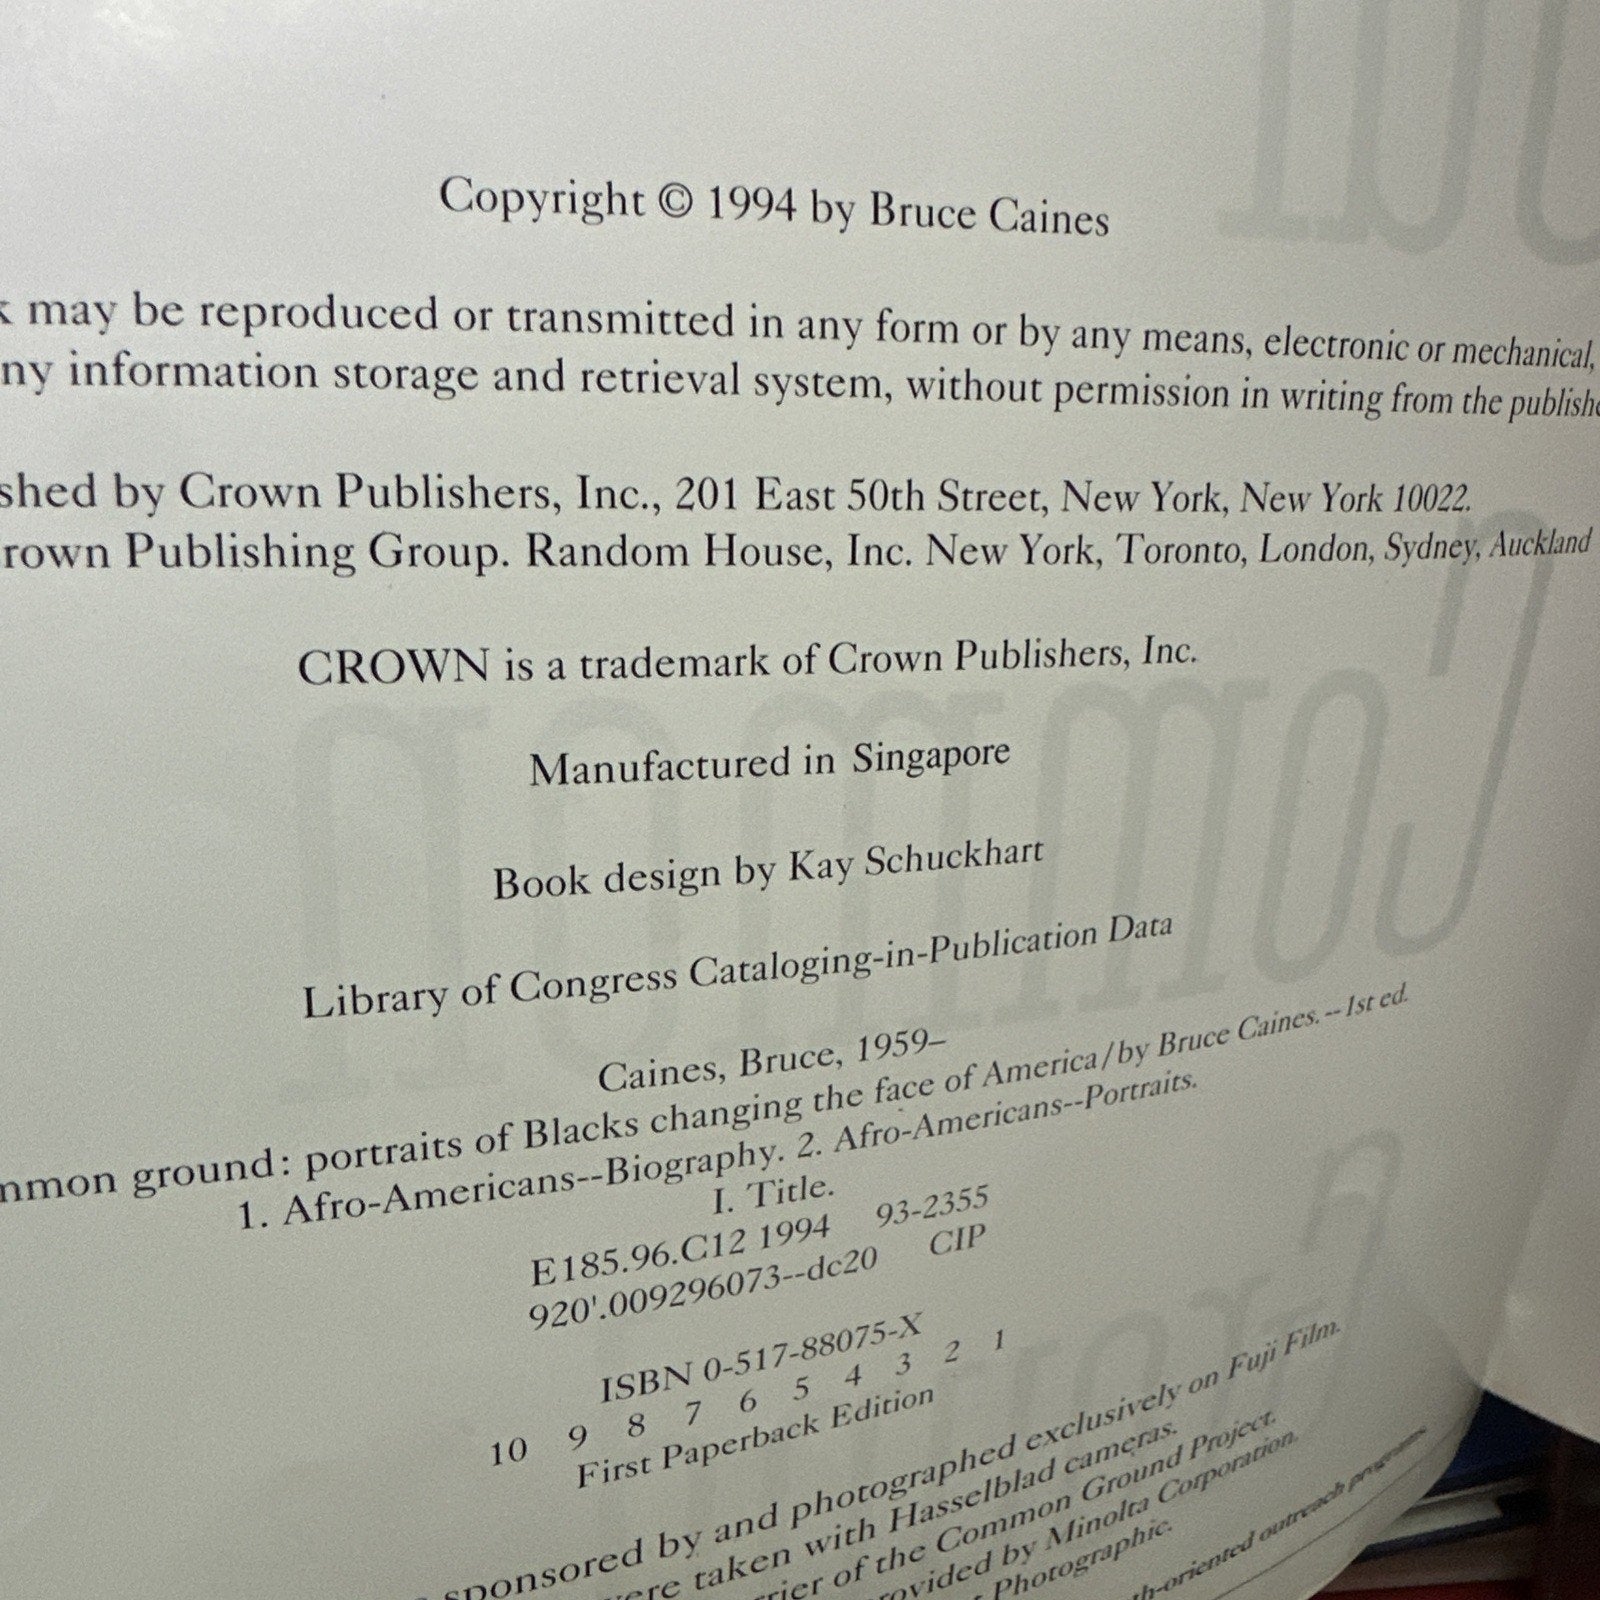 Copyright © 1994 by Bruce Caines
may be reproduced or transmitted in any form or by any means, electronic or mechanical,
ny information storage and retrieval system, without permission in writing from the publishe
shed by Crown Publishers, Inc., 201 East 50th Street, New York, New York 10022.
rown Publishing Group. Random House, Inc. New York, Toronto, London, Sydney, Auckland
CROWN is a trademark of Crown Publishers, Inc.
Manufactured in Singapore
Book design by Kay Schuckhart
Library of Congress Cataloging-in-Publication Data
Caines, Bruce, 1959–
mmon ground: portraits of Blacks changing the face of America/by Bruce Caines.--1st ed.
1. Afro-Americans--Biography. 2. Afro-Americans--Portraits.
I. Title.
E185.96.C12 1994 93-2355
920'.009296073--dc20 CIP
ISBN 0-517-88075-X
10 9 8 7 6 5 4 3 2 1
First Paperback Edition
sponsored by and photographed exclusively on Fuji Film.
were taken with Hasselblad cameras.
rrier of the Common Ground Project.
rovided by Minolta Corporation.
Photographic.
th-oriented outreach programs.